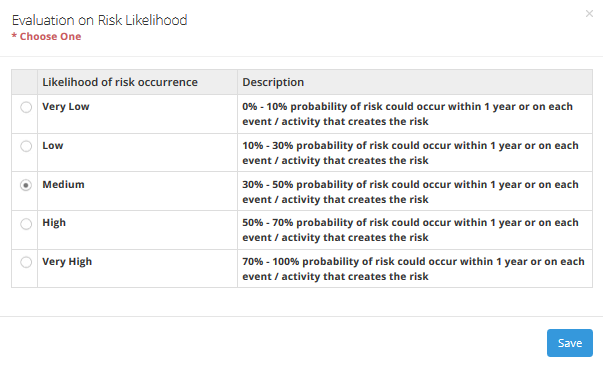 Evaluation on Risk Likelihood
×
* Choose One
Likelihood of risk occurrence
Description
Very Low
0% - 10% probability of risk could occur within 1 year or on each
event / activity that creates the risk
Low
10% - 30% probability of risk could occur within 1 year or on each
event / activity that creates the risk
Medium
30% - 50% probability of risk could occur within 1 year or on each
event / activity that creates the risk
High
50% - 70% probability of risk could occur within 1 year or on each
event / activity that creates the risk
Very High
70% - 100% probability of risk could occur within 1 year or on each
event / activity that creates the risk
Save